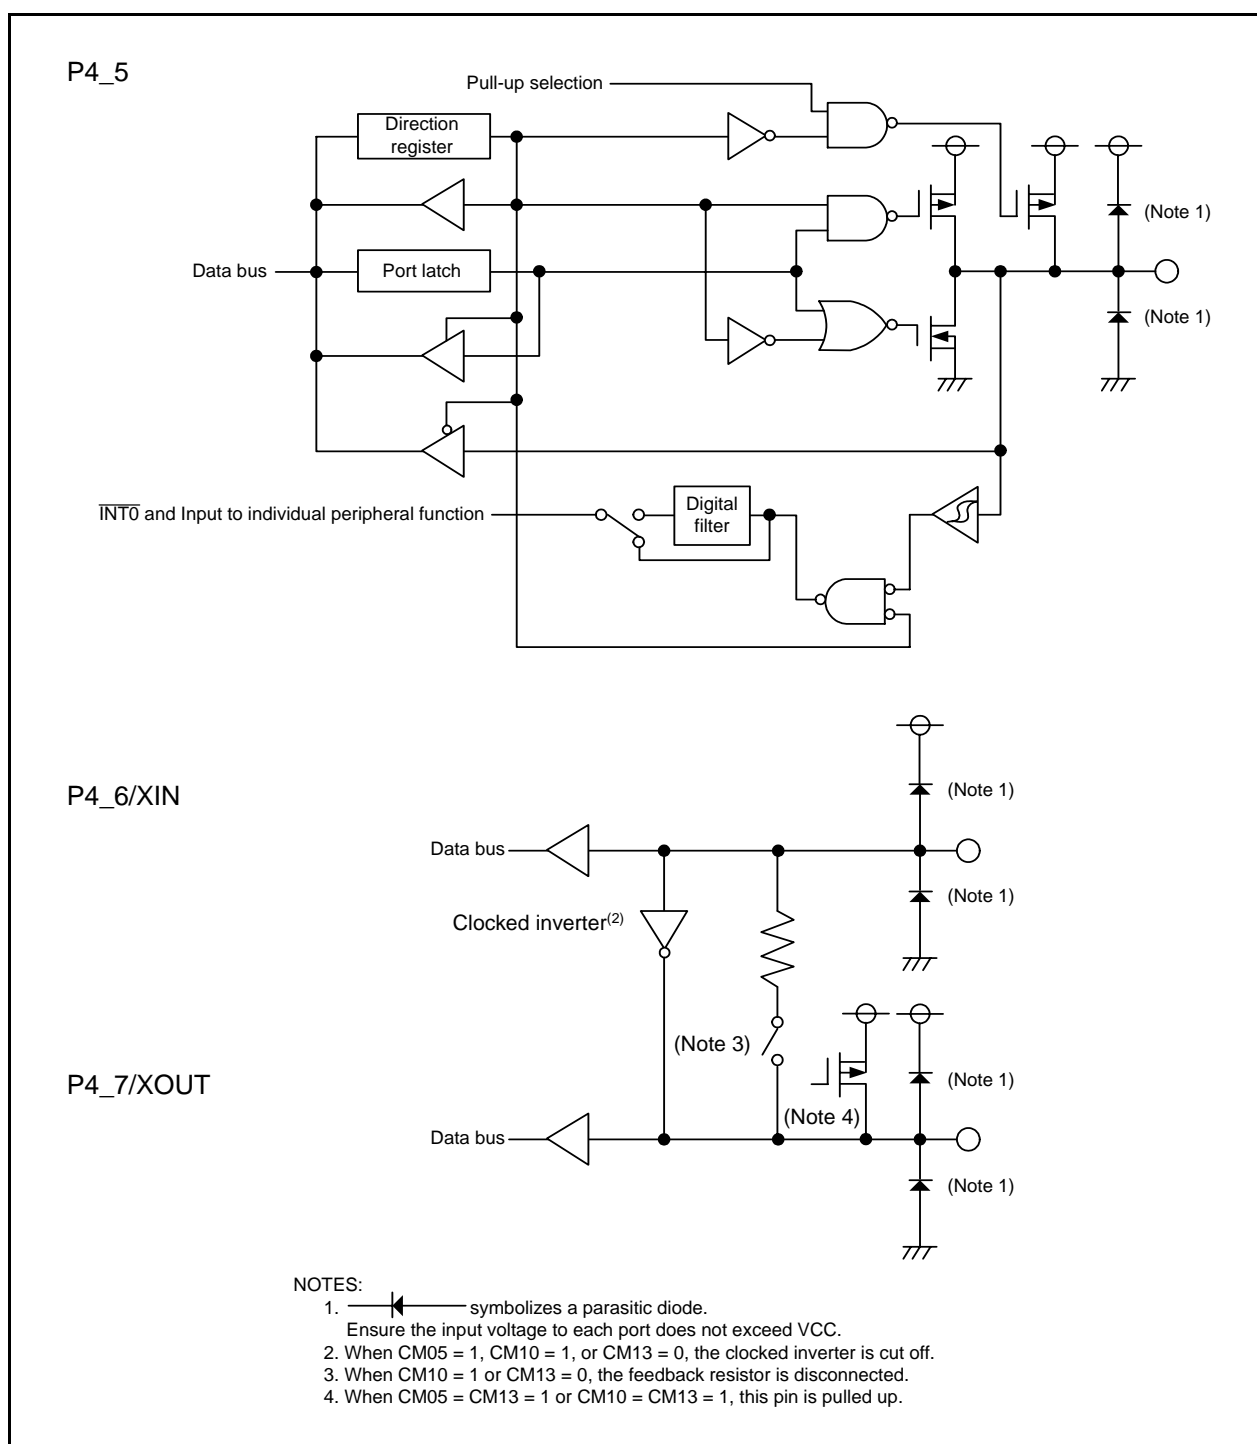 P4_5
Pull-up selection
Direction
register
(Note 1)
Data bus
Port latch
(Note 1)
INT0 and Input to individual peripheral function
Digital
filter
P4_6/XIN
(Note 1)
Data bus
(Note 1)
Clocked inverter(2)
(Note 3)
P4_7/XOUT
(Note 1)
(Note 4)
Data bus
(Note 1)
NOTES:
1. symbolizes a parasitic diode.
Ensure the input voltage to each port does not exceed VCC.
2. When CM05 = 1, CM10 = 1, or CM13 = 0, the clocked inverter is cut off.
3. When CM10 = 1 or CM13 = 0, the feedback resistor is disconnected.
4. When CM05 = CM13 = 1 or CM10 = CM13 = 1, this pin is pulled up.